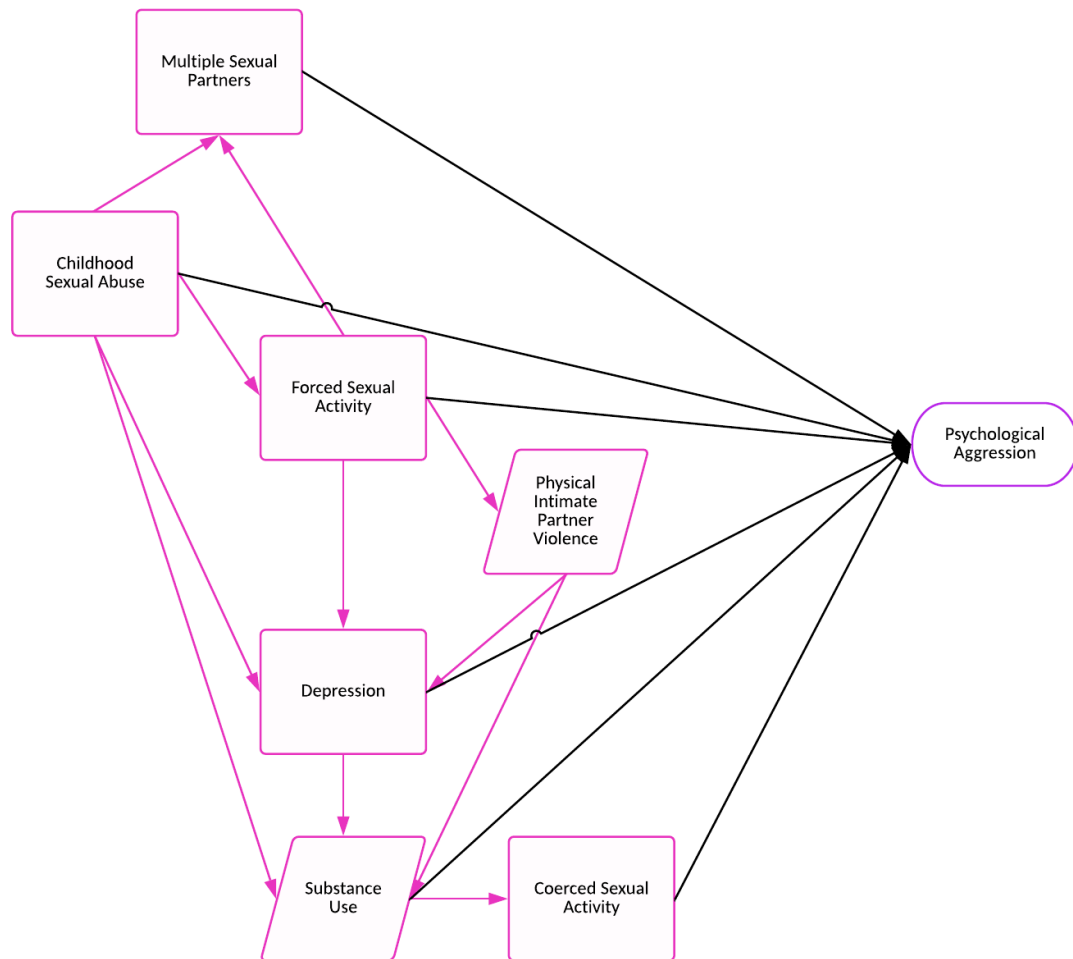 Multiple Sexual
Partners
Childhood
Sexual Abuse
Forced Sexual
Activity
Psychological
Aggression
Physical
Intimate
Partner
Violence
Depression
Substance
Use
Coerced Sexual
Activity